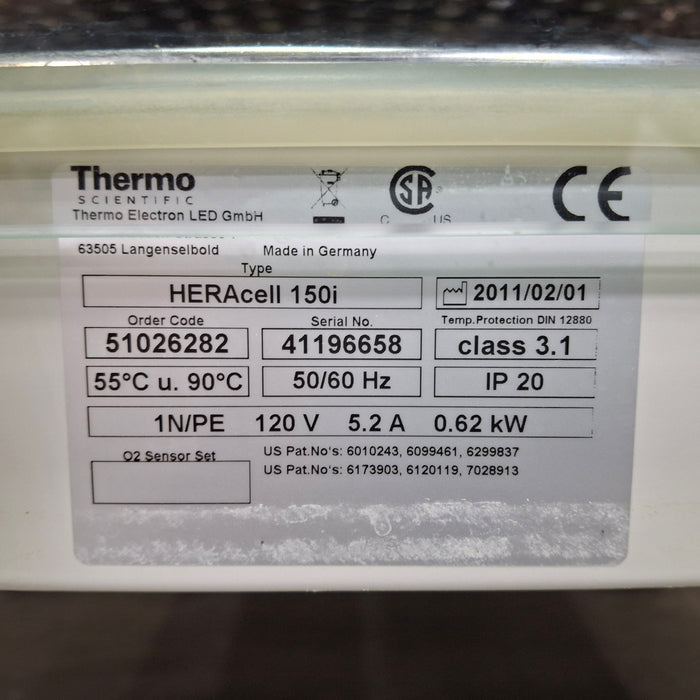 Thermo
SCIENTIFIC
Thermo Electron LED GmbH
SA
C US
CE
63505 Langenselbold Made in Germany
Type
HERAcell 150i 2011/02/01
Order Code Serial No. Temp.Protection DIN 12880
51026282 41196658 class 3.1
55°C u. 90°C 50/60 Hz IP 20
1N/PE 120 V 5.2 A 0.62 kW
O2 Sensor Set
US Pat.No's: 6010243, 6099461, 6299837
US Pat.No's: 6173903, 6120119, 7028913